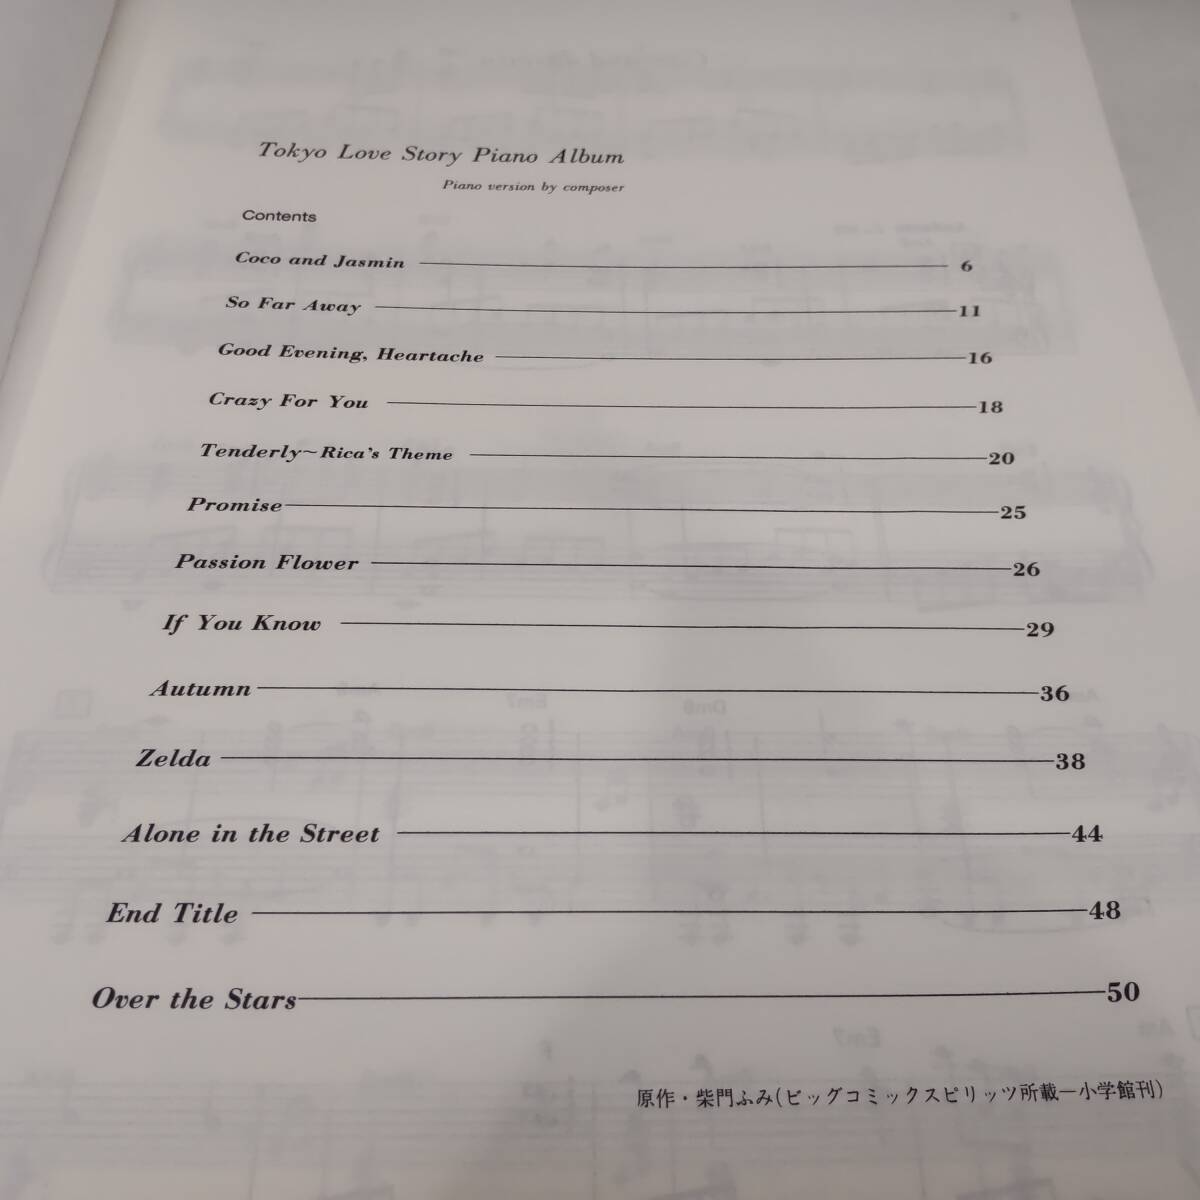 Tokyo Love Story Piano Album
Piano version by composer
Contents
Coco and Jasmin 6
So Far Away 11
Good Evening, Heartache 16
Crazy For You 18
Tenderly~Rica's Theme 20
Promise 25
Passion Flower 26
If You Know 29
Autumn 36
Zelda 38
Alone in the Street 44
End Title 48
Over the Stars 50
原作・柴門ふみ(ビッグコミックスピリッツ所載—小学館刊)